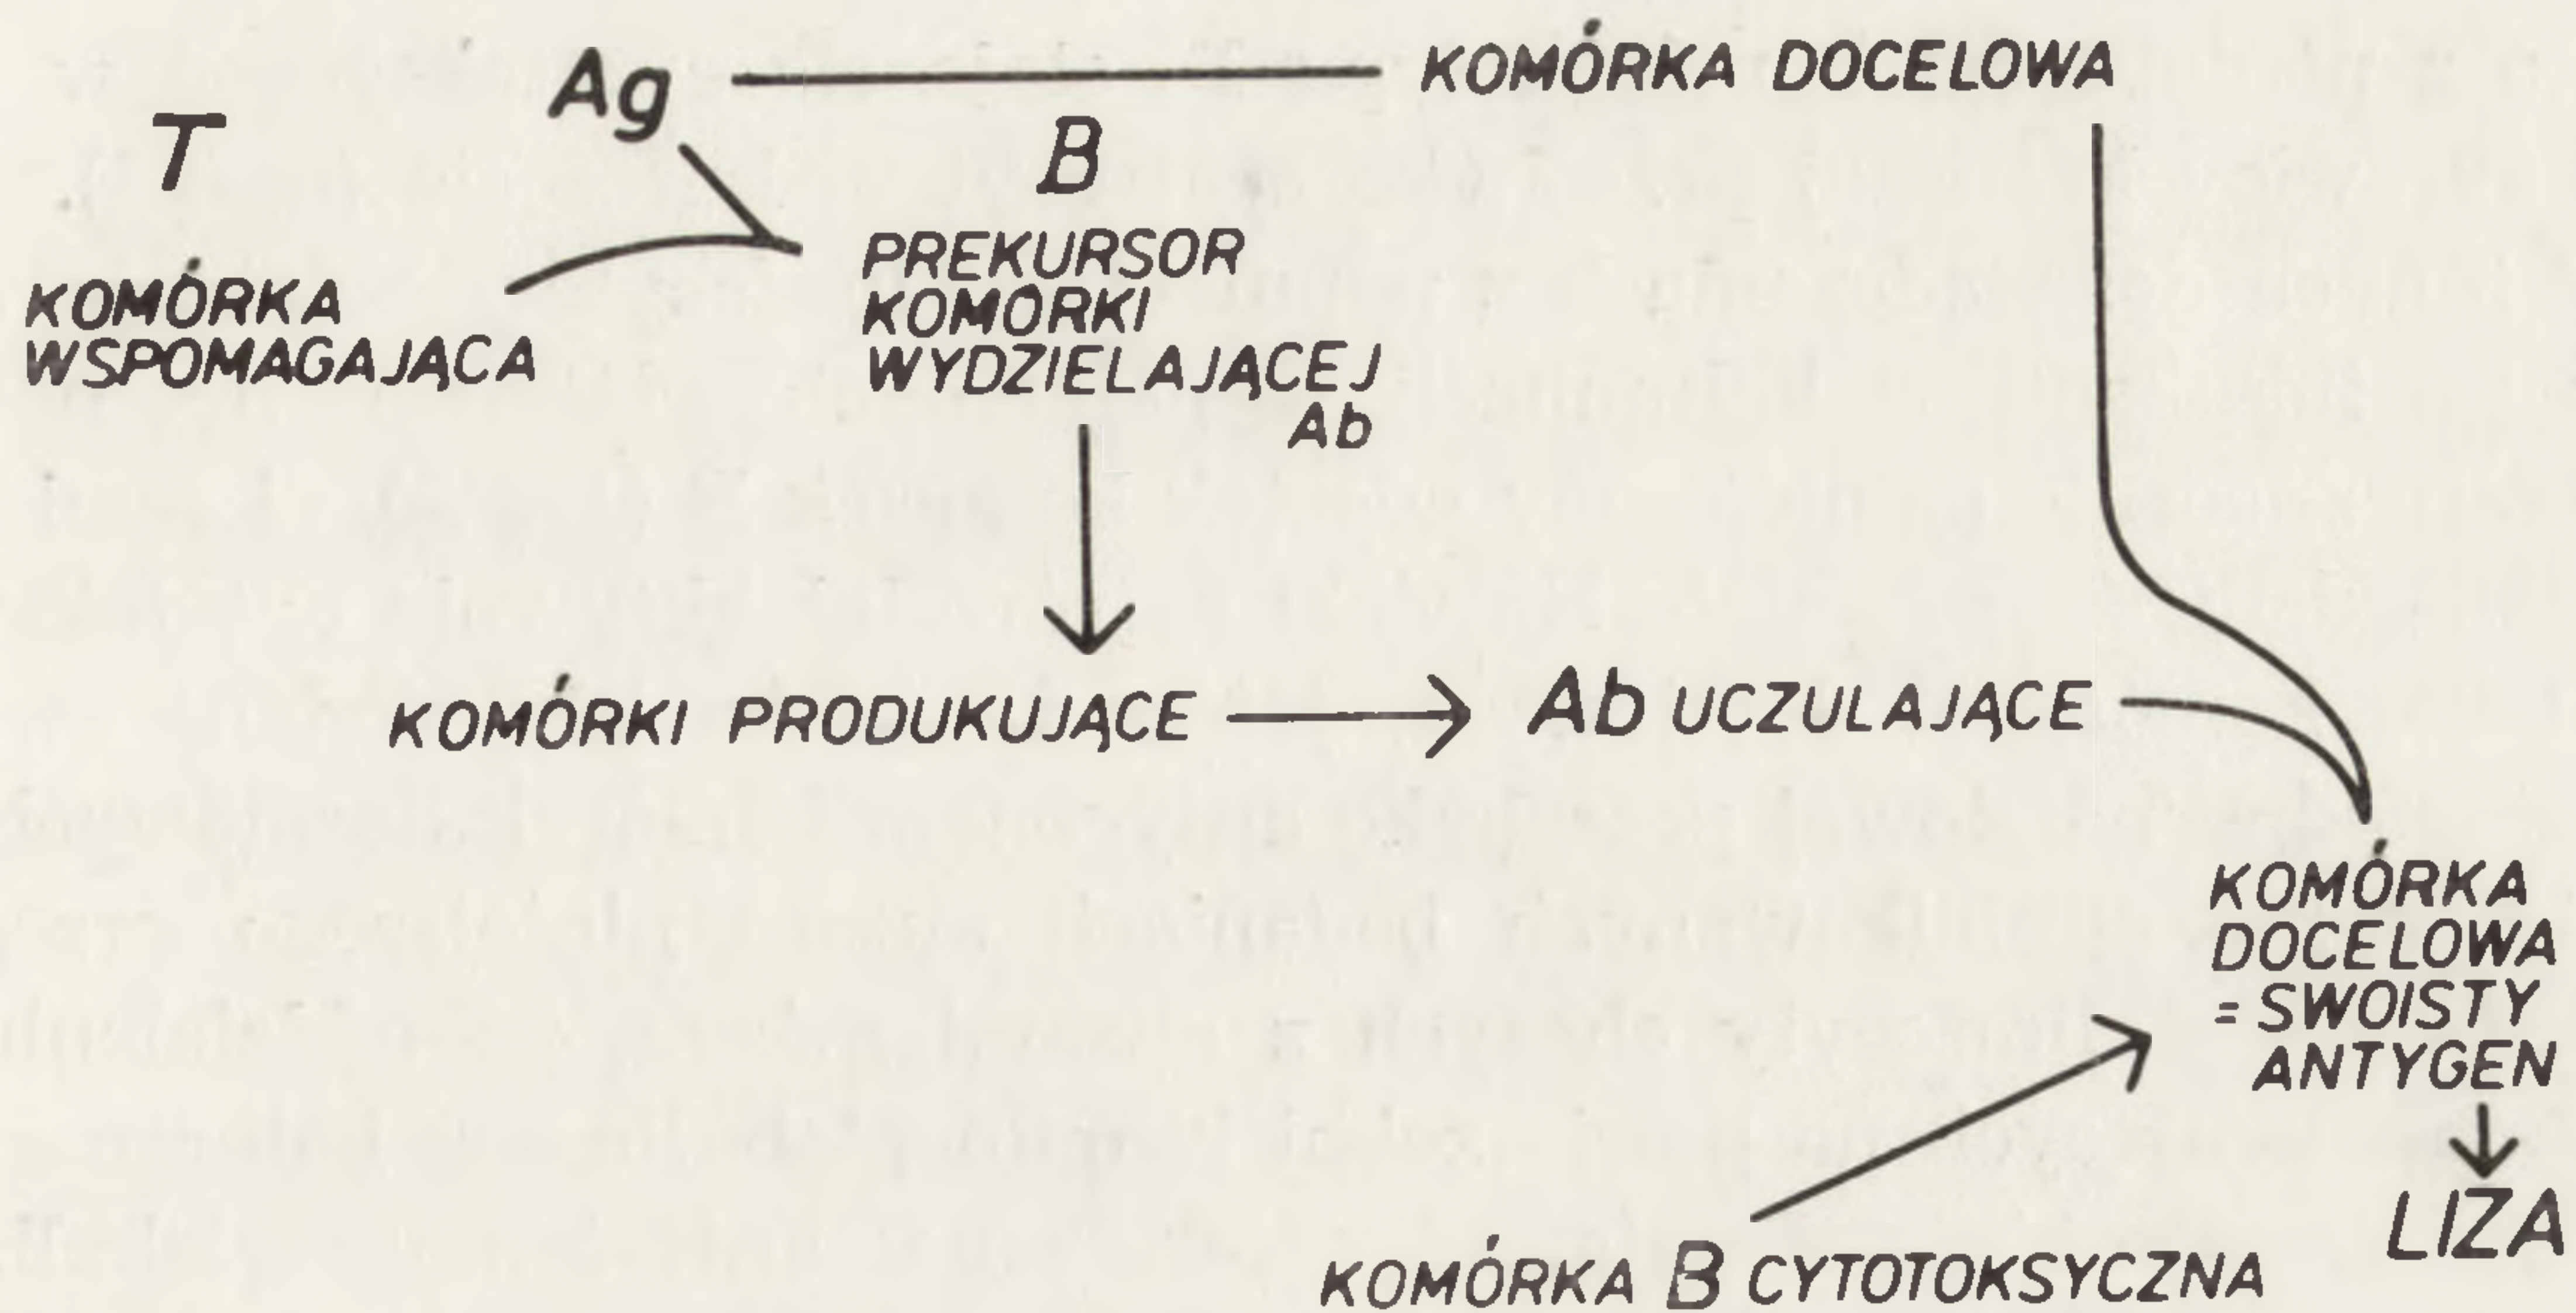 Ag
KOMÓRKA DOCELOWA
T
B
KOMÓRKA
WSPOMAGAJĄCA
PREKURSOR
KOMÓRKI
WYDZIELAJĄCEJ
Ab
KOMÓRKI PRODUKUJĄCE
Ab UCZULAJĄCE
KOMÓRKA
DOCELOWA
= SWOISTY
ANTYGEN
LIZA
KOMÓRKA B CYTOTOKSYCZNA